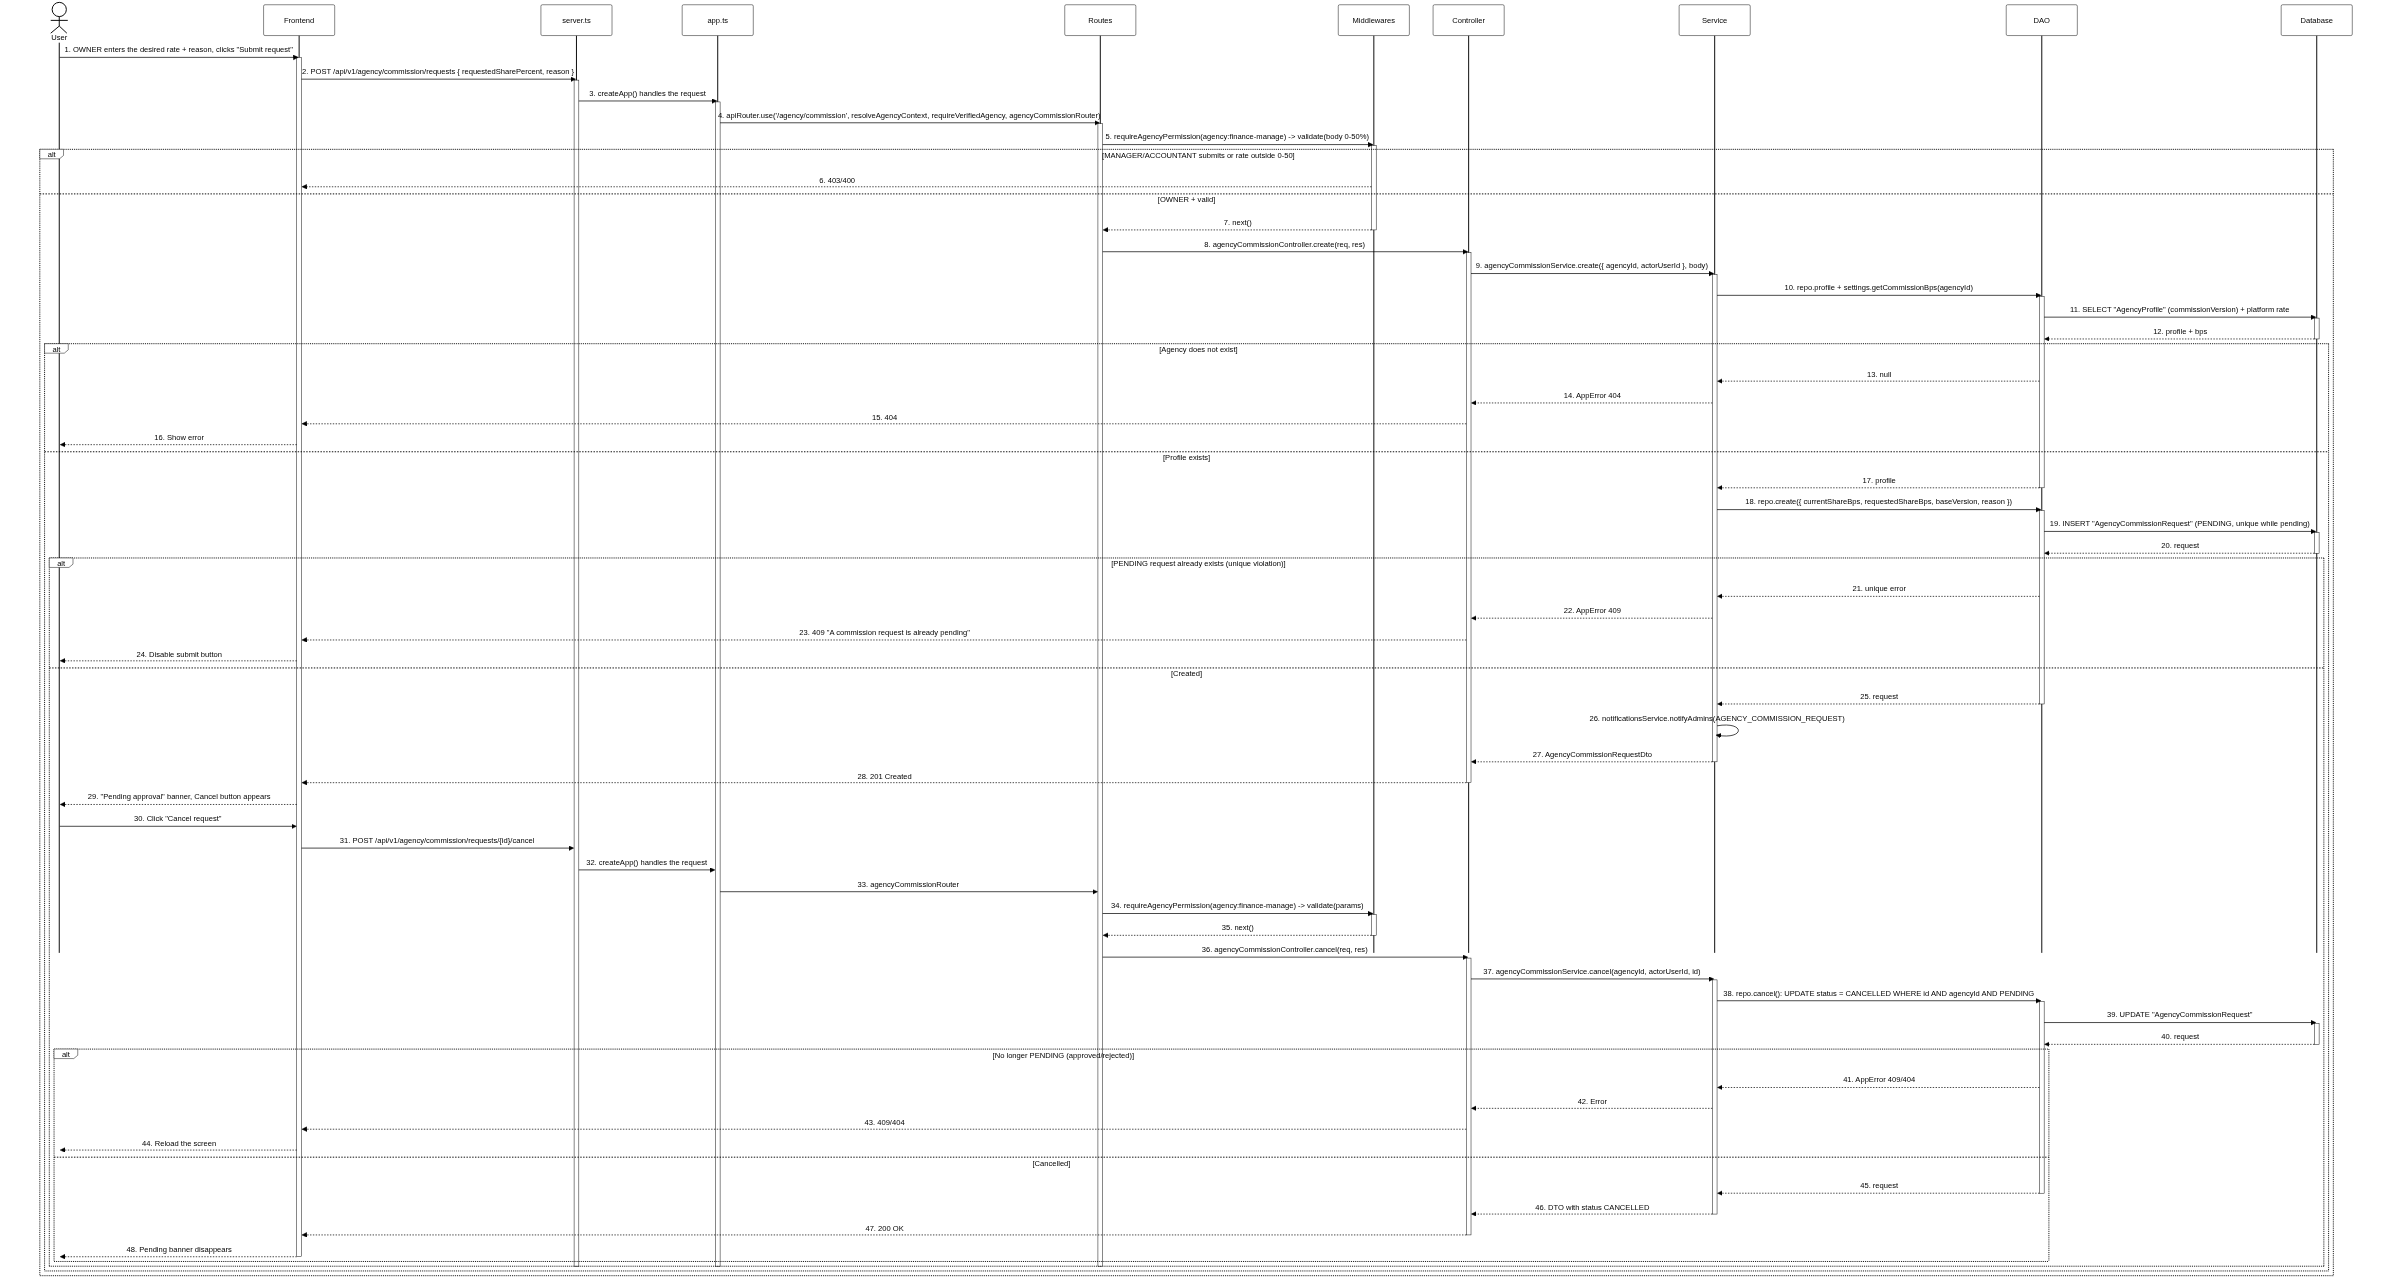 User
Frontend
server.ts
app.ts
Routes
Middlewares
Controller
Service
DAO
Database
1. OWNER enters the desired rate + reason, clicks "Submit request"
2. POST /api/v1/agency/commission/requests { requestedSharePercent, reason }
3. createApp() handles the request
4. apiRouter.use('/agency/commission', resolveAgencyContext, requireVerifiedAgency, agencyCommissionRouter)
5. requireAgencyPermission(agency:finance-manage) -> validate(body 0-50%)
alt
[MANAGER/ACCOUNTANT submits or rate outside 0-50]
6. 403/400
[OWNER + valid]
7. next()
8. agencyCommissionController.create(req, res)
9. agencyCommissionService.create({ agencyId, actorUserId }, body)
10. repo.profile + settings.getCommissionBps(agencyId)
11. SELECT "AgencyProfile" (commissionVersion) + platform rate
12. profile + bps
alt
[Agency does not exist]
13. null
14. AppError 404
15. 404
16. Show error
[Profile exists]
17. profile
18. repo.create({ currentShareBps, requestedShareBps, baseVersion, reason })
19. INSERT "AgencyCommissionRequest" (PENDING, unique while pending)
20. request
alt
[PENDING request already exists (unique violation)]
21. unique error
22. AppError 409
23. 409 "A commission request is already pending"
24. Disable submit button
[Created]
25. request
26. notificationsService.notifyAdmins(AGENCY_COMMISSION_REQUEST)
27. AgencyCommissionRequestDto
28. 201 Created
29. "Pending approval" banner, Cancel button appears
30. Click "Cancel request"
31. POST /api/v1/agency/commission/requests/{id}/cancel
32. createApp() handles the request
33. agencyCommissionRouter
34. requireAgencyPermission(agency:finance-manage) -> validate(params)
35. next()
36. agencyCommissionController.cancel(req, res)
37. agencyCommissionService.cancel(agencyId, actorUserId, id)
38. repo.cancel(): UPDATE status = CANCELLED WHERE id AND agencyId AND PENDING
39. UPDATE "AgencyCommissionRequest"
40. request
alt
[No longer PENDING (approved/rejected)]
41. AppError 409/404
42. Error
43. 409/404
44. Reload the screen
[Cancelled]
45. request
46. DTO with status CANCELLED
47. 200 OK
48. Pending banner disappears